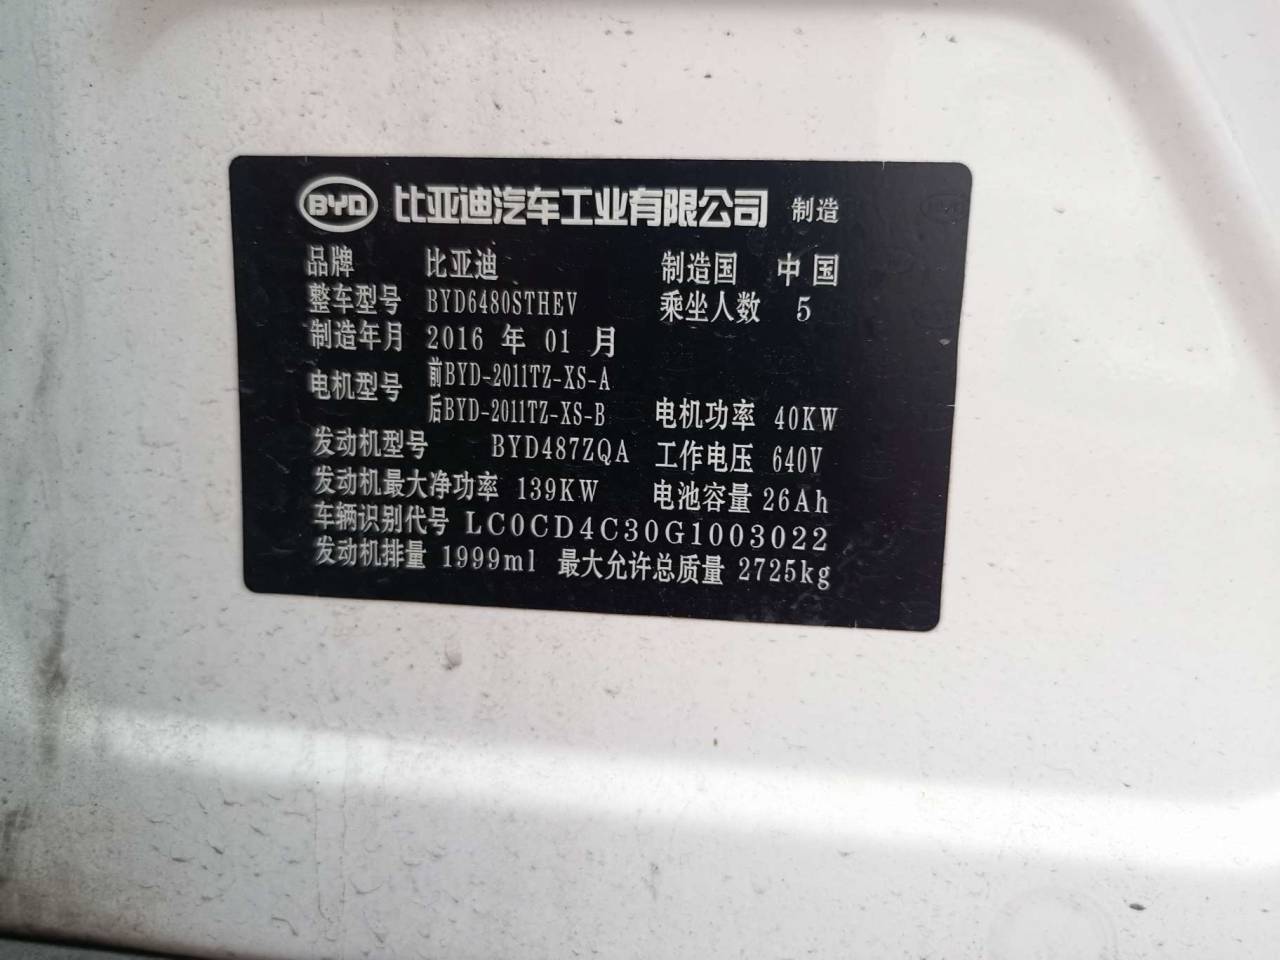 BYD 比亚迪汽车工业有限公司 制造
品牌 比亚迪 制造国 中国
整车型号 BYD6480STHEV 乘坐人数 5
制造年月 2016 年 01 月
电机型号 前BYD-2011TZ-XS-A
后BYD-2011TZ-XS-B 电机功率 40KW
发动机型号 BYD487ZQA 工作电压 640V
发动机最大净功率 139KW 电池容量 26Ah
车辆识别代号 LC0CD4C30G1003022
发动机排量 1999ml 最大允许总质量 2725kg